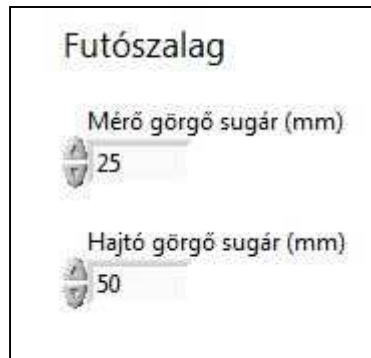 Futószalag
Mérő görgő sugár (mm)
25
Hajtó görgő sugár (mm)
50